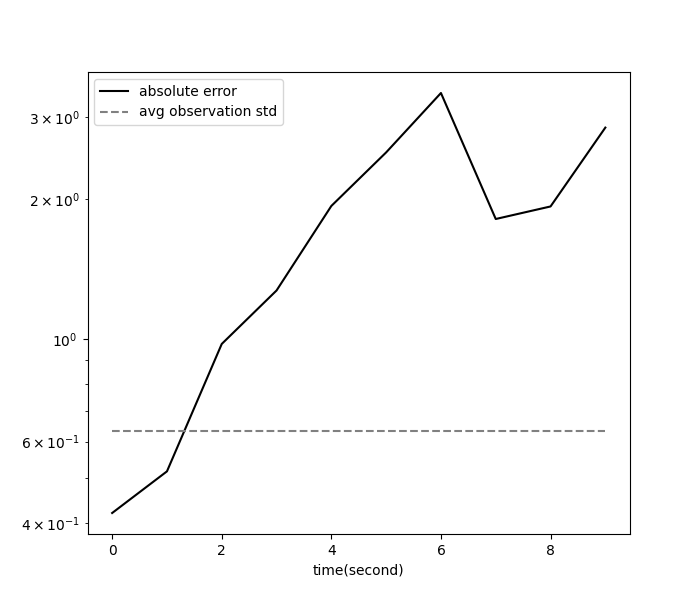 absolute error
avg observation std
3 × 10⁰
2 × 10⁰
10⁰
6 × 10⁻¹
4 × 10⁻¹
0 2 4 6 8
time(second)